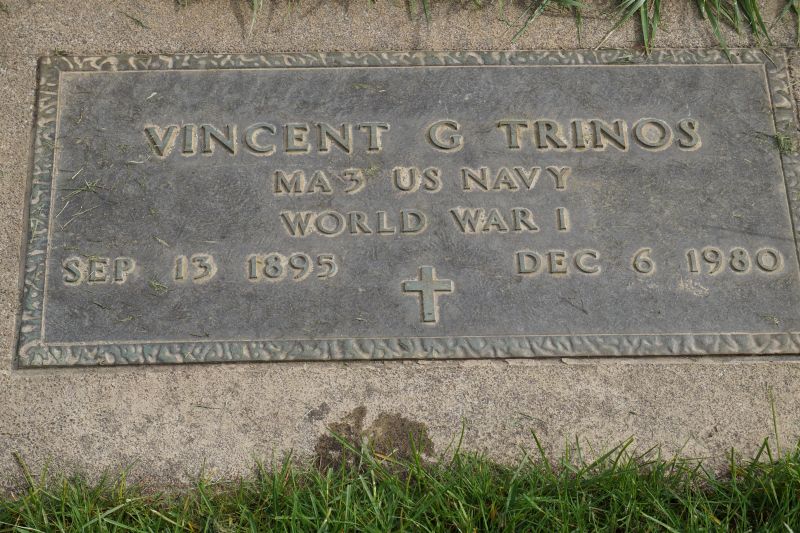 VINCENT G TRINOS
MA3 US NAVY
WORLD WAR I
SEP 13 1895 DEC 6 1980